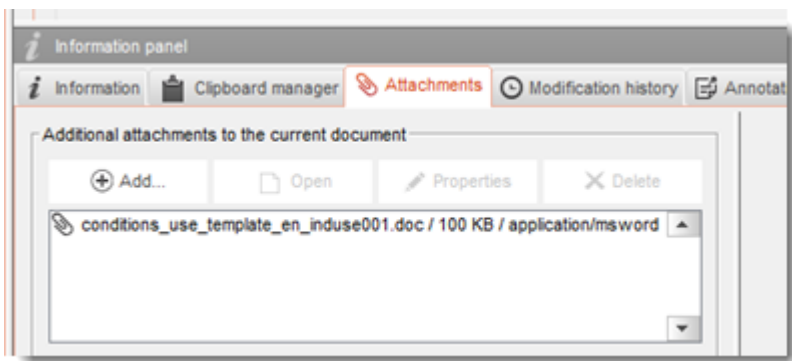 Information panel
Information Clipboard manager Attachments Modification history Annotat
Additional attachments to the current document
Add... Open Properties Delete
conditions_use_template_en_induse001.doc / 100 KB / application/msword